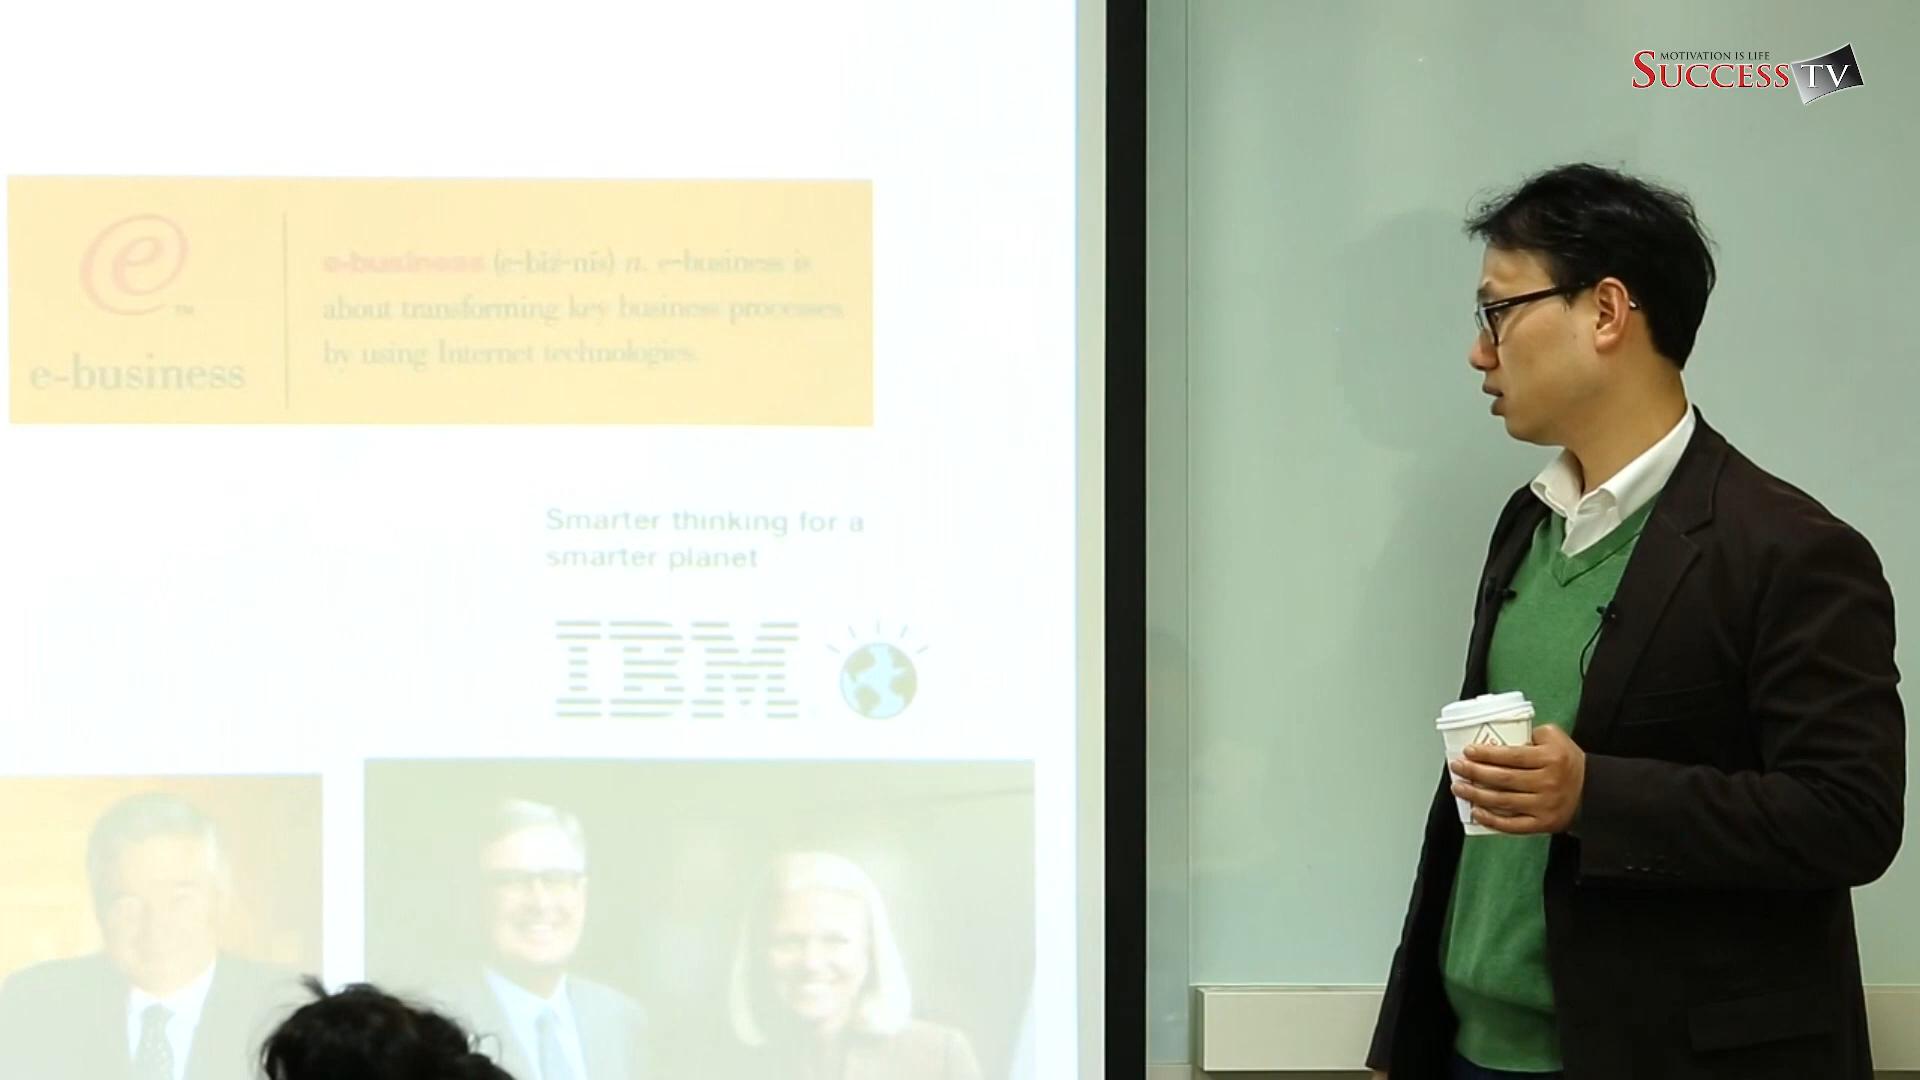 MOTIVATION IS LIFE
SUCCESS TV
e ™
e-business
e-business (e-biz-nis) n. e-business is
about transforming key business processes
by using Internet technologies.
Smarter thinking for a
smarter planet
IBM